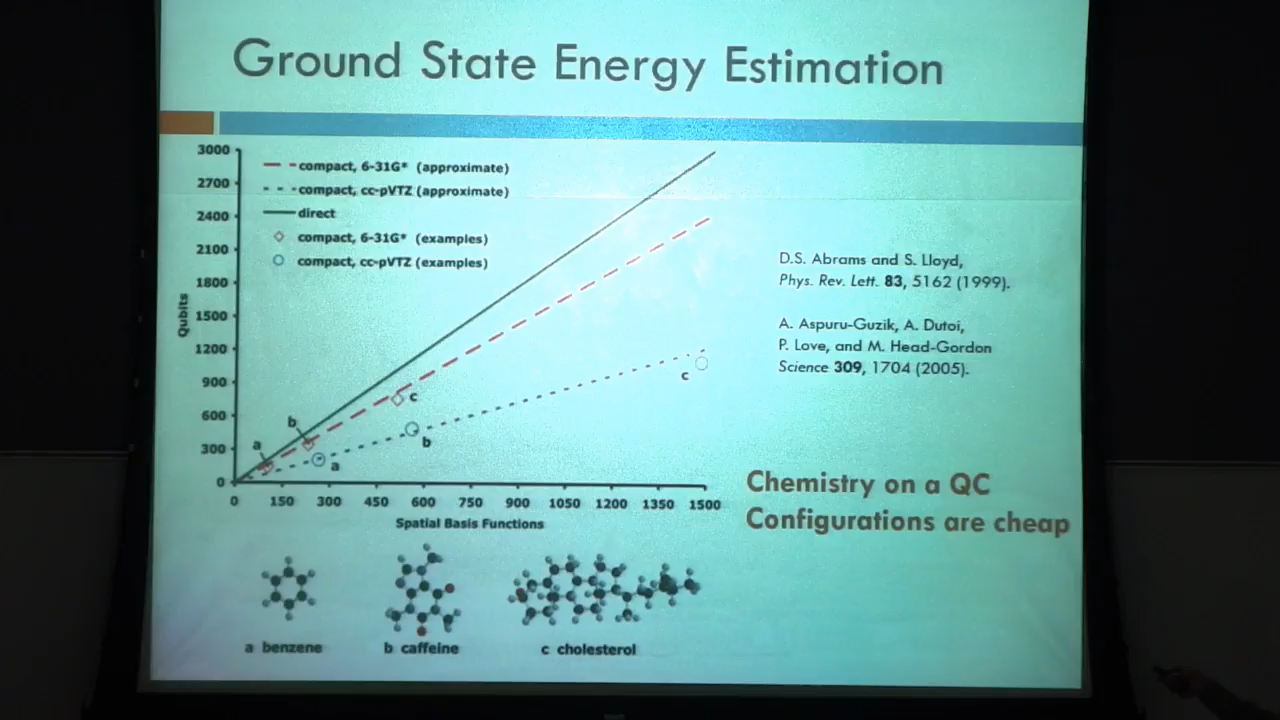 Ground State Energy Estimation
3000
2700
2400
2100
1800
1500
1200
900
600
300
0
Qubits
compact, 6-31G* (approximate)
compact, cc-pVTZ (approximate)
direct
compact, 6-31G* (examples)
compact, cc-pVTZ (examples)
a
b
c
a
b
c
0 150 300 450 600 750 900 1050 1200 1350 1500
Spatial Basis Functions
D.S. Abrams and S. Lloyd,
Phys. Rev. Lett. 83, 5162 (1999).
A. Aspuru-Guzik, A. Dutoi,
P. Love, and M. Head-Gordon
Science 309, 1704 (2005).
Chemistry on a QC
Configurations are cheap
a benzene
b caffeine
c cholesterol